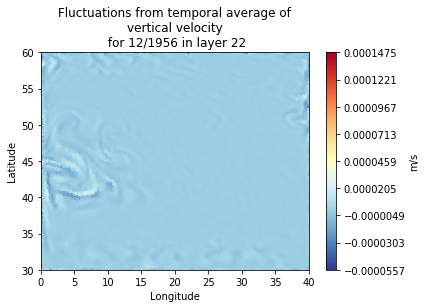 Fluctuations from temporal average of
vertical velocity
for 12/1956 in layer 22
60
55
50
45
40
35
30
Latitude
0 5 10 15 20 25 30 35 40
Longitude
0.0001475
0.0001221
0.0000967
0.0000713
0.0000459
0.0000205
−0.0000049
−0.0000303
−0.0000557
m/s